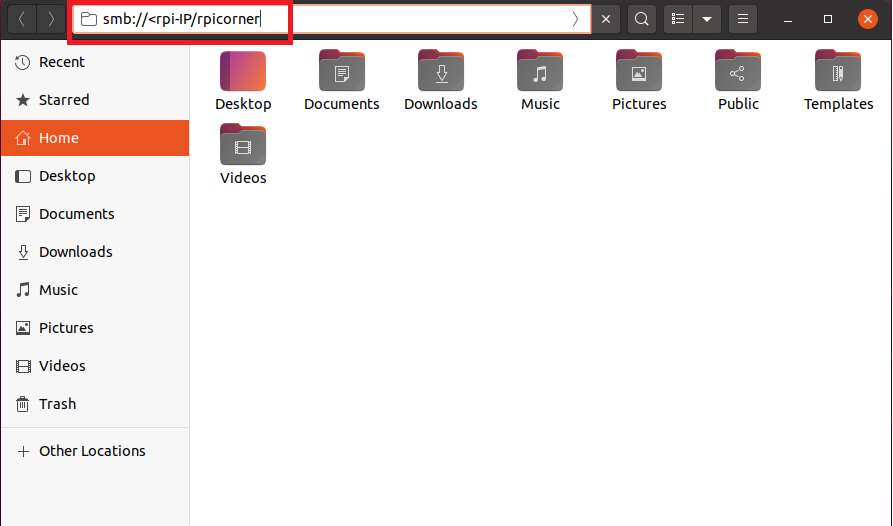 smb://<rpi-IP/rpicorner
Recent
Starred
Home
Desktop
Documents
Downloads
Music
Pictures
Videos
Trash
Other Locations
Desktop Documents Downloads Music Pictures Public Templates
Videos